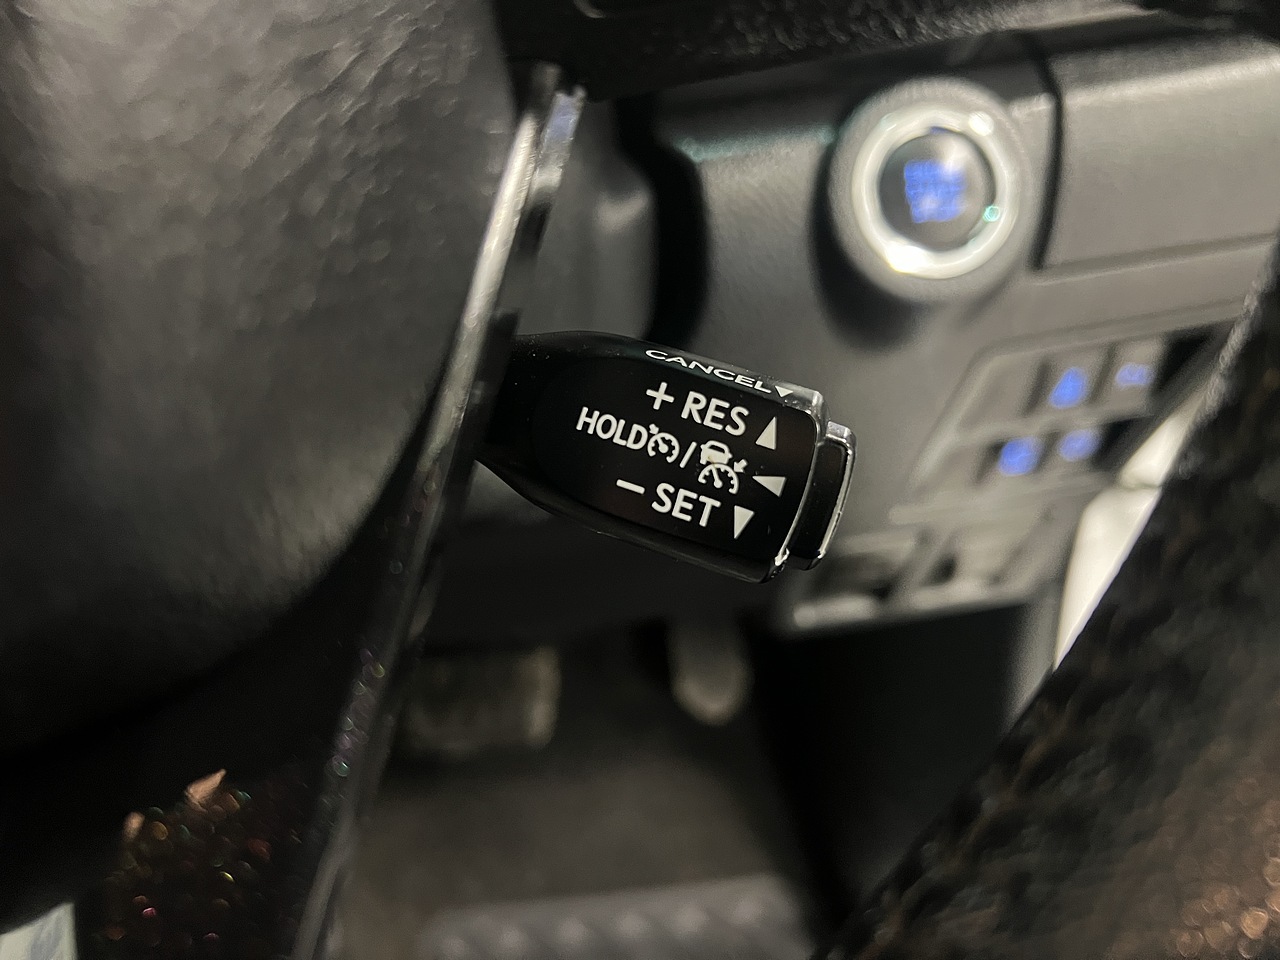 CANCEL▼
+ RES ▲
HOLD / ◀
− SET ▼